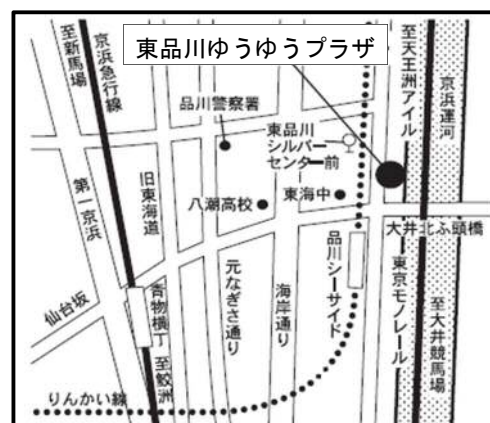 東品川ゆうゆうプラザ
至新馬場
京浜急行線
至天王洲アイル
京浜運河
品川警察署
東品川
シルバー
センター前
第一京浜
旧東海道
八潮高校
東海中
大井北ふ頭橋
仙台坂
青物横丁
至鮫洲
元なぎさ通り
海岸通り
品川シーサイド
東京モノレール
至大井競馬場
りんかい線